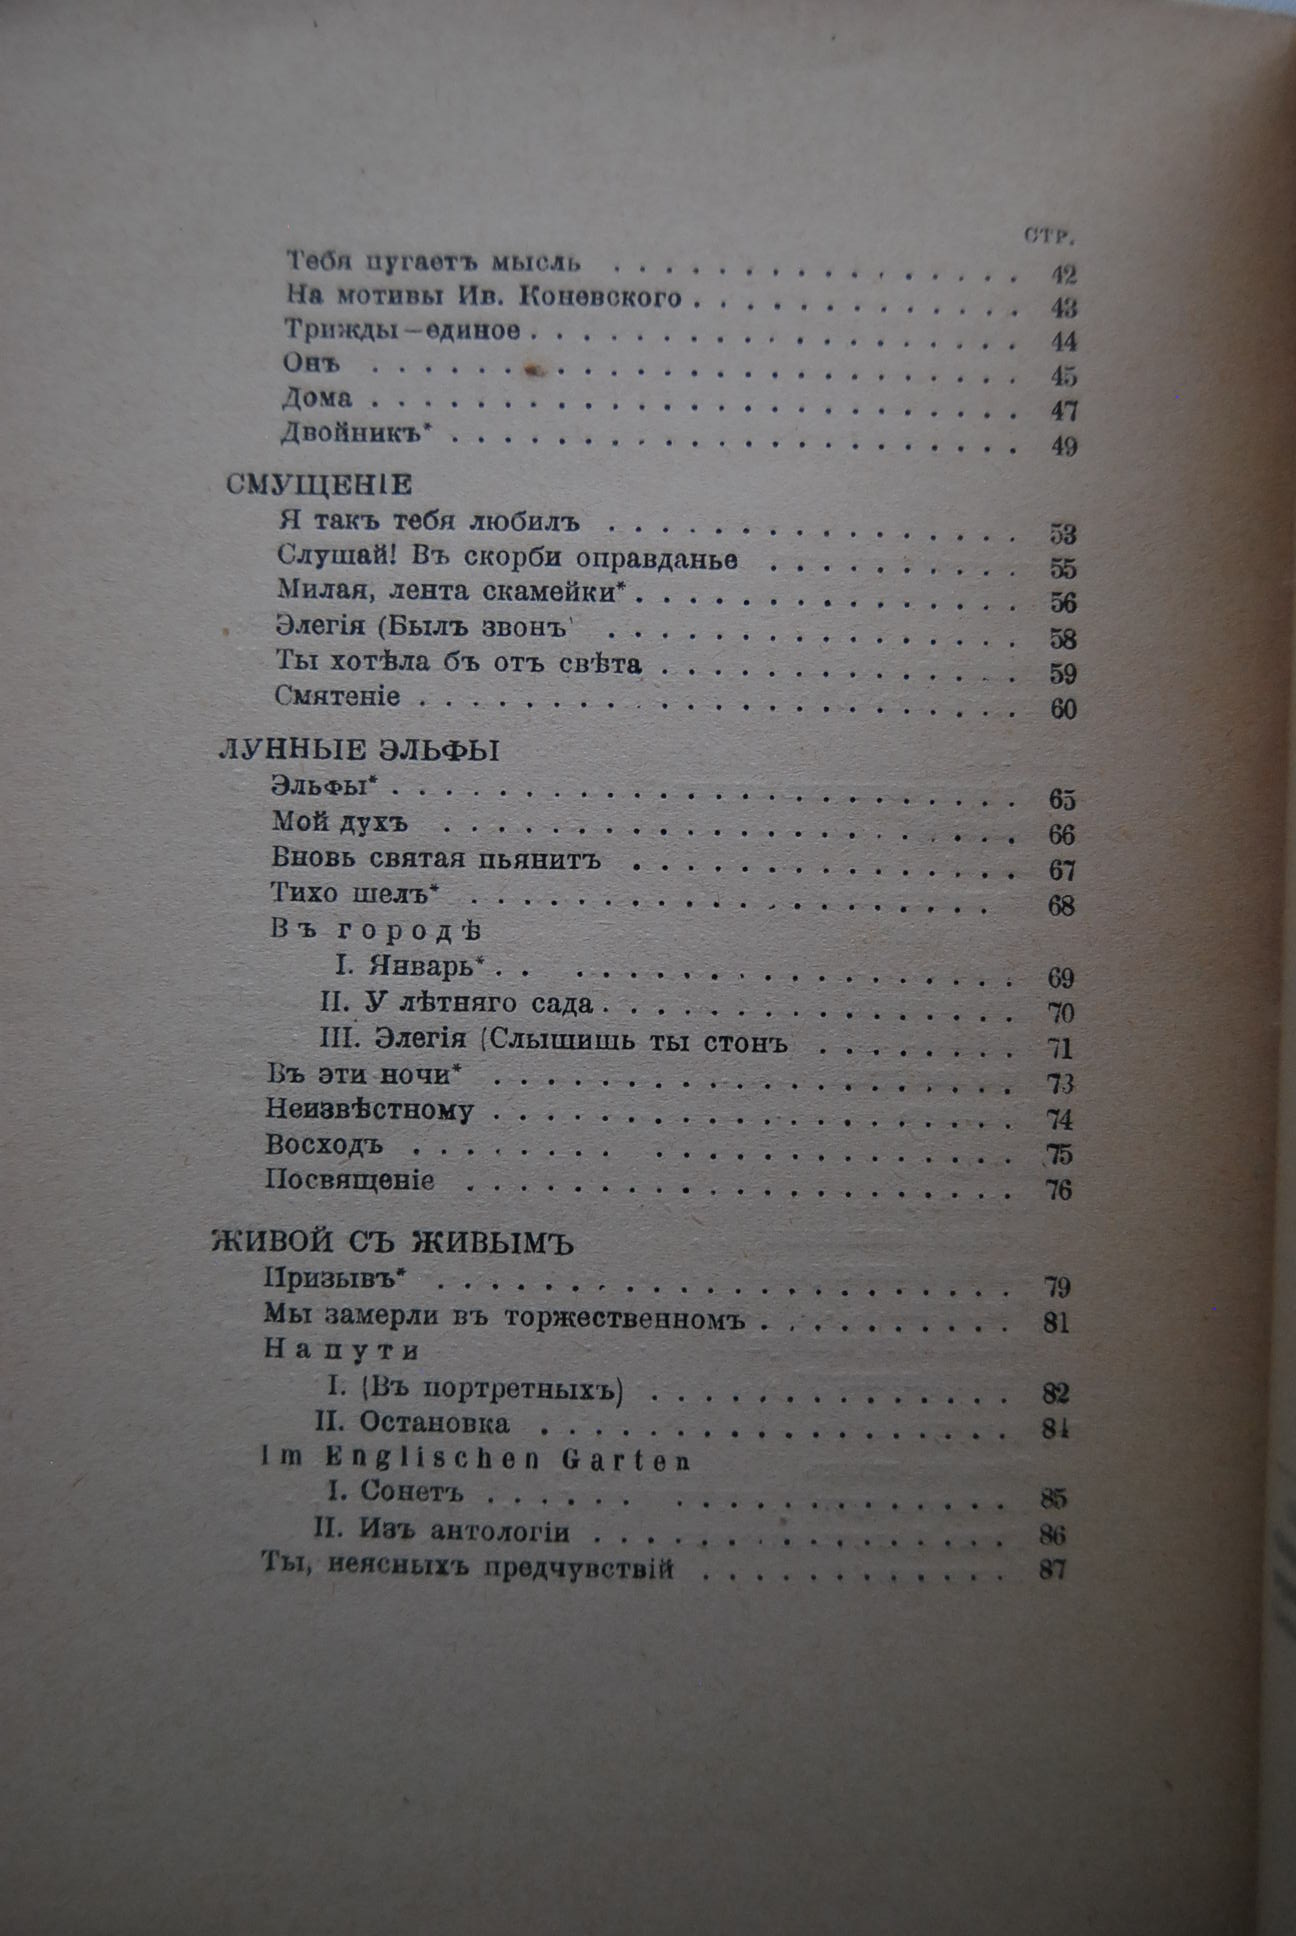 СТР.
Тебя пугаетъ мысль . . . . . . . . . . . . . . . . 42
На мотивы Ив. Коневского . . . . . . . . . . . . . 43
Трижды—единое . . . . . . . . . . . . . . . . . . . 44
Онъ . . . . . . . . . . . . . . . . . . . . . . . . . 45
Дома . . . . . . . . . . . . . . . . . . . . . . . . . 47
Двойникъ* . . . . . . . . . . . . . . . . . . . . . . 49
СМУЩЕНІЕ
Я такъ тебя любилъ . . . . . . . . . . . . . . . . 53
Слушай! Въ скорби оправданье . . . . . . . . . . 55
Милая, лента скамейки* . . . . . . . . . . . . . . . 56
Элегія (Былъ звонъ . . . . . . . . . . . . . . . . 58
Ты хотѣла бъ отъ свѣта . . . . . . . . . . . . . . 59
Смятеніе . . . . . . . . . . . . . . . . . . . . . . . 60
ЛУННЫЕ ЭЛЬФЫ
Эльфы* . . . . . . . . . . . . . . . . . . . . . . . . 65
Мой духъ . . . . . . . . . . . . . . . . . . . . . . 66
Вновь святая пьянитъ . . . . . . . . . . . . . . . 67
Тихо шелъ* . . . . . . . . . . . . . . . . . . . . 68
Въ городѣ
I. Январь* . . . . . . . . . . . . . . . . . . . 69
II. У лѣтняго сада . . . . . . . . . . . . . . . . 70
III. Элегія (Слышишь ты стонъ . . . . . . . . 71
Въ эти ночи* . . . . . . . . . . . . . . . . . . . . 73
Неизвѣстному . . . . . . . . . . . . . . . . . . . . 74
Восходъ . . . . . . . . . . . . . . . . . . . . . . 75
Посвященіе . . . . . . . . . . . . . . . . . . . . . 76
ЖИВОЙ СЪ ЖИВЫМЪ
Призывъ* . . . . . . . . . . . . . . . . . . . . . . 79
Мы замерли въ торжественномъ . . . . . . . . . . 81
На пути
I. (Въ портретныхъ) . . . . . . . . . . . . . . 82
II. Остановка . . . . . . . . . . . . . . . . . . 84
Im Englischen Garten
I. Сонетъ . . . . . . . . . . . . . . . . . . . 85
II. Изъ антологіи . . . . . . . . . . . . . . . . 86
Ты, неясныхъ предчувствій . . . . . . . . . . . . 87